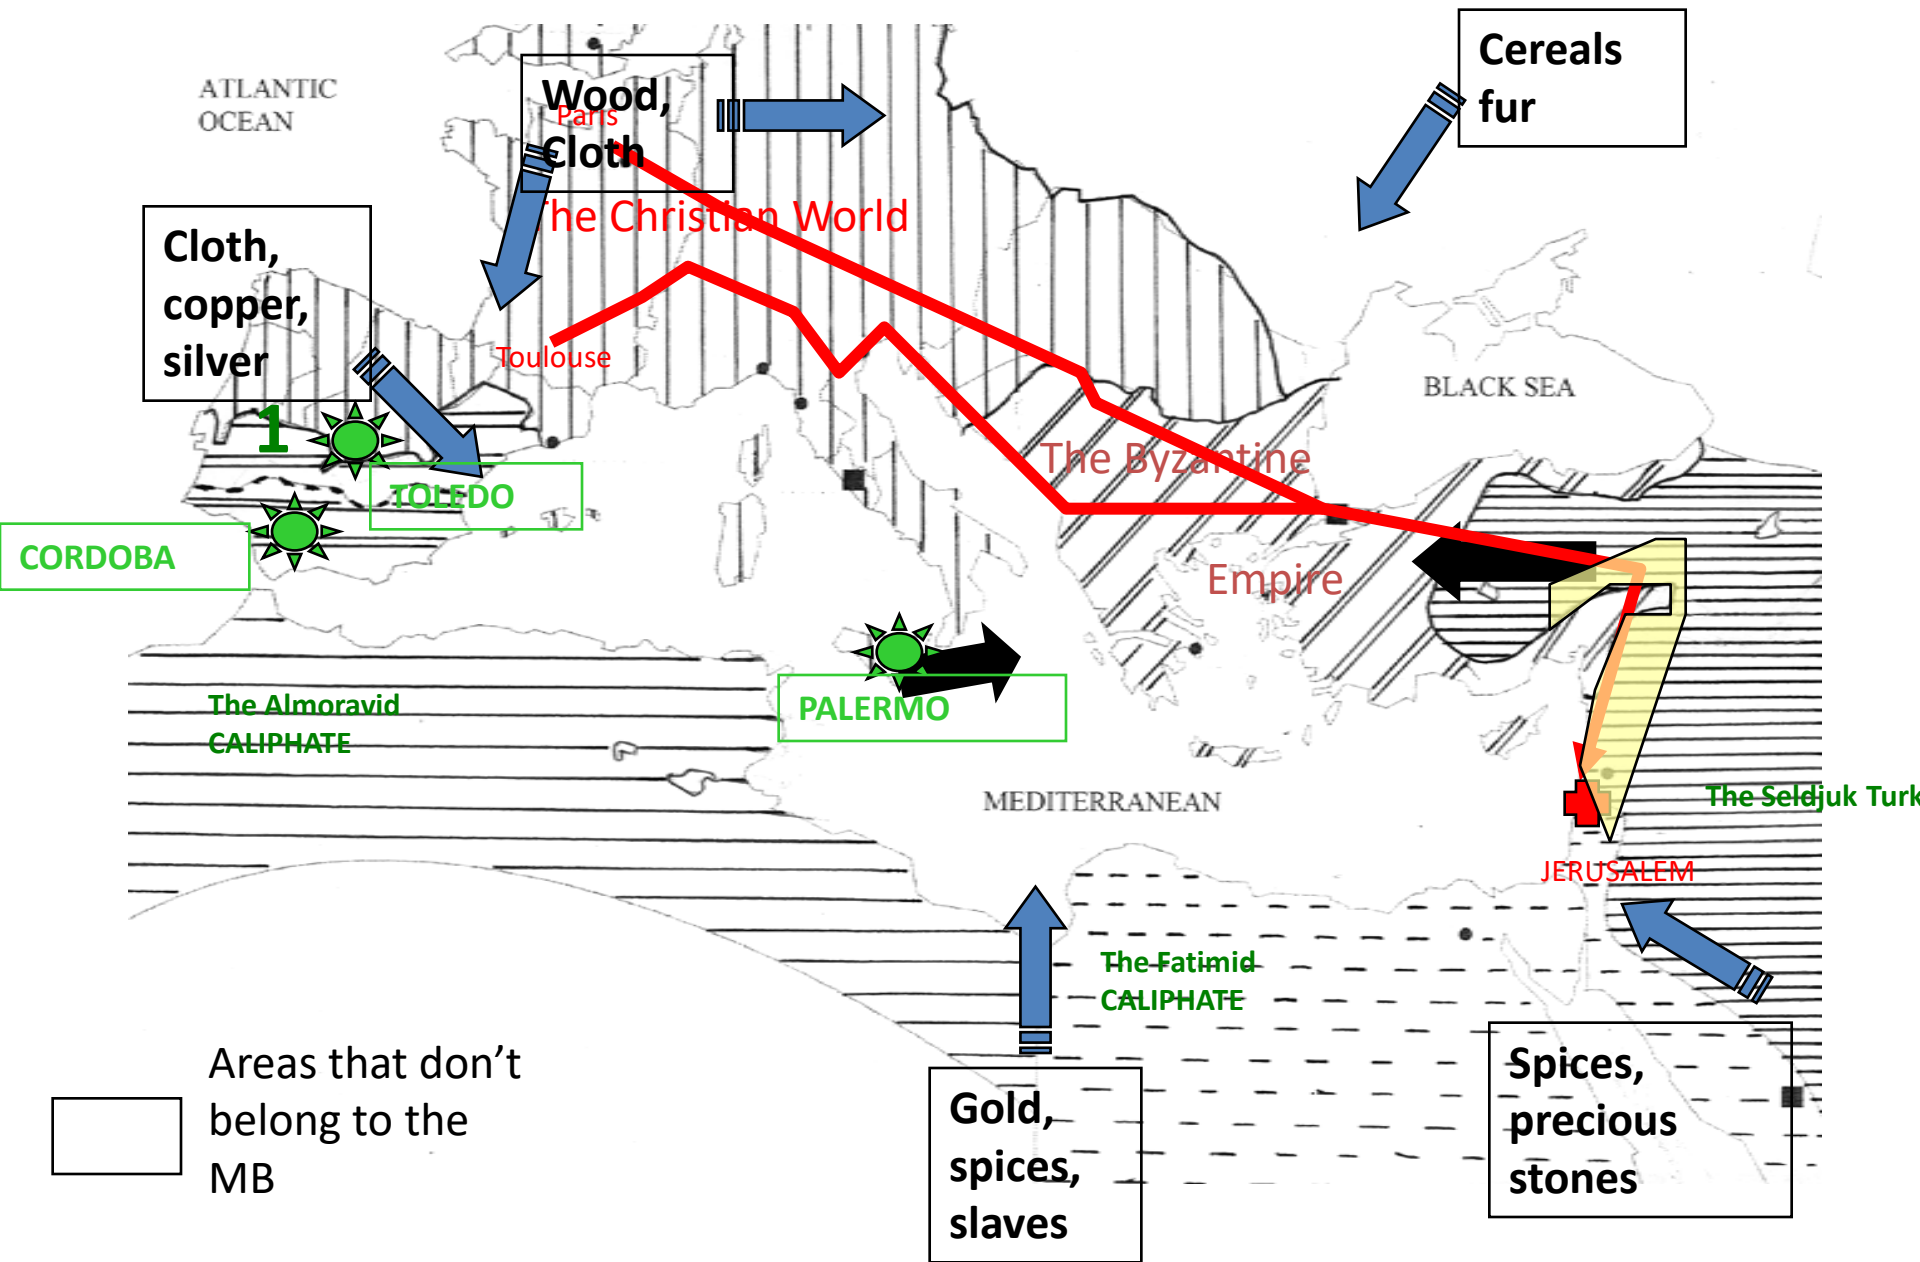 ATLANTIC
OCEAN
Wood,
Cloth
Paris
Cereals
fur
The Christian World
Cloth,
copper,
silver
Toulouse
BLACK SEA
1
TOLEDO
The Byzantine
Empire
CORDOBA
The Almoravid
CALIPHATE
PALERMO
MEDITERRANEAN
The Seldjuk Turk
JERUSALEM
The Fatimid
CALIPHATE
Areas that don’t
belong to the
MB
Gold,
spices,
slaves
Spices,
precious
stones